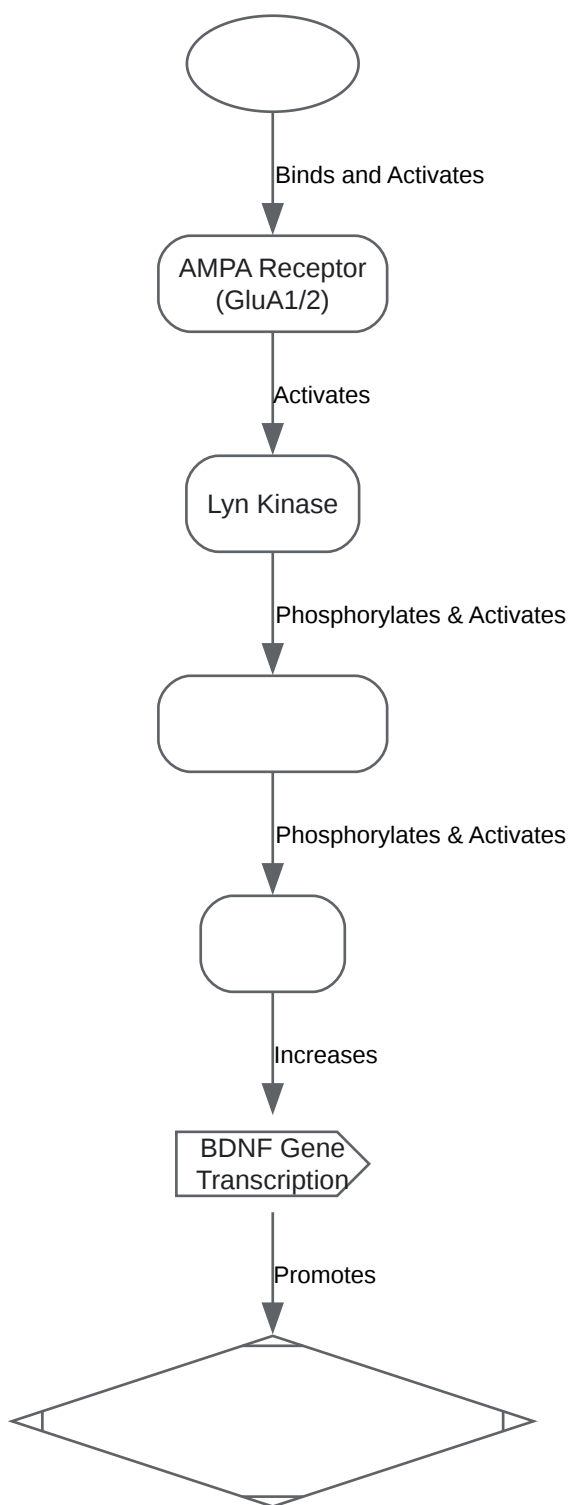 Binds and Activates
AMPA Receptor
(GluA1/2)
Activates
Lyn Kinase
Phosphorylates & Activates
Phosphorylates & Activates
Increases
BDNF Gene
Transcription
Promotes